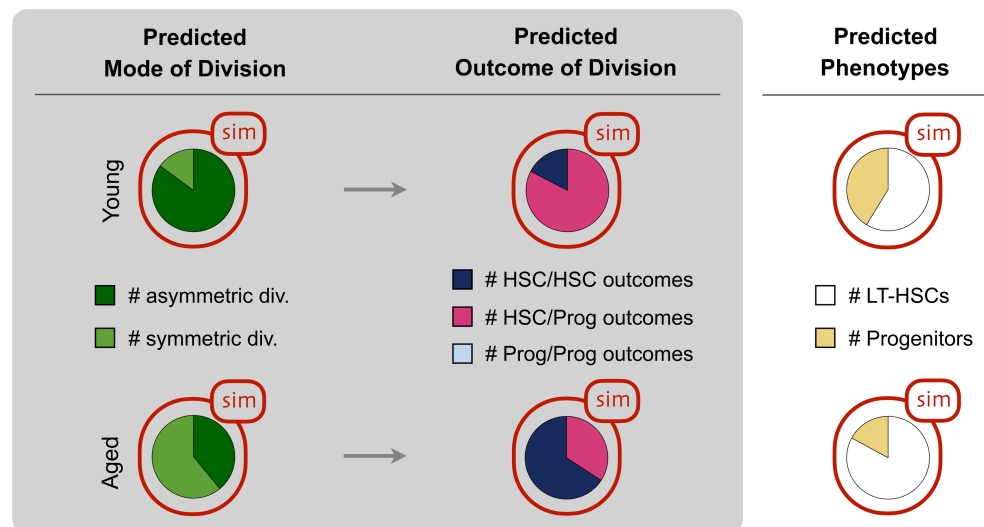 Predicted
Mode of Division
Predicted
Outcome of Division
Predicted
Phenotypes
Young
sim
sim
sim
# asymmetric div.
# symmetric div.
# HSC/HSC outcomes
# HSC/Prog outcomes
# Prog/Prog outcomes
# LT-HSCs
# Progenitors
Aged
sim
sim
sim